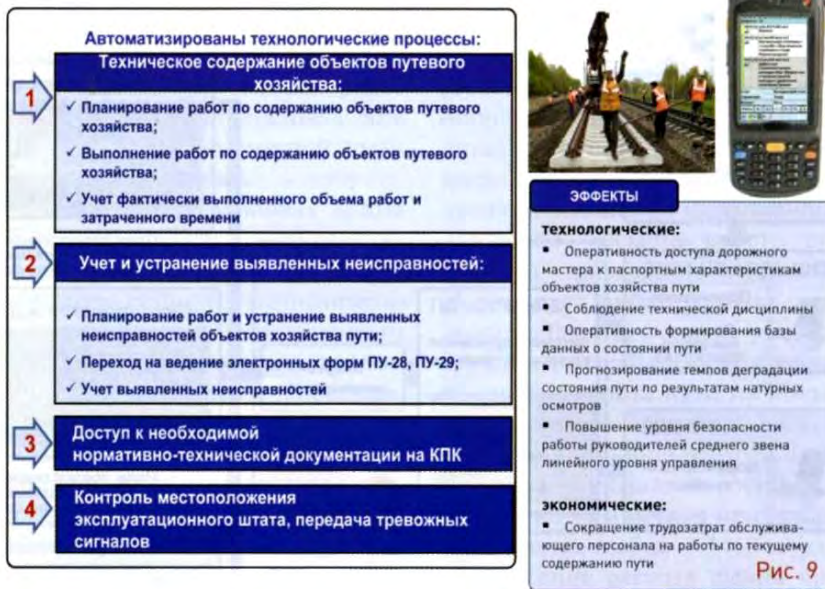 Автоматизированы технологические процессы:
1
Техническое содержание объектов путевого
хозяйства:
✓ Планирование работ по содержанию объектов путевого
хозяйства;
✓ Выполнение работ по содержанию объектов путевого
хозяйства;
✓ Учет фактически выполненного объема работ и
затраченного времени
2
Учет и устранение выявленных неисправностей:
✓ Планирование работ и устранение выявленных
неисправностей объектов хозяйства пути;
✓ Переход на ведение электронных форм ПУ-28, ПУ-29;
✓ Учет выявленных неисправностей
3
Доступ к необходимой
нормативно-технической документации на КПК
4
Контроль местоположения
эксплуатационного штата, передача тревожных
сигналов
ЭФФЕКТЫ
технологические:
▪ Оперативность доступа дорожного
мастера к паспортным характеристикам
объектов хозяйства пути
▪ Соблюдение технической дисциплины
▪ Оперативность формирования базы
данных о состоянии пути
▪ Прогнозирование темпов деградации
состояния пути по результатам натурных
осмотров
▪ Повышение уровня безопасности
работы руководителей среднего звена
линейного уровня управления
экономические:
▪ Сокращение трудозатрат обслужива-
ющего персонала на работы по текущему
содержанию пути
Рис. 9